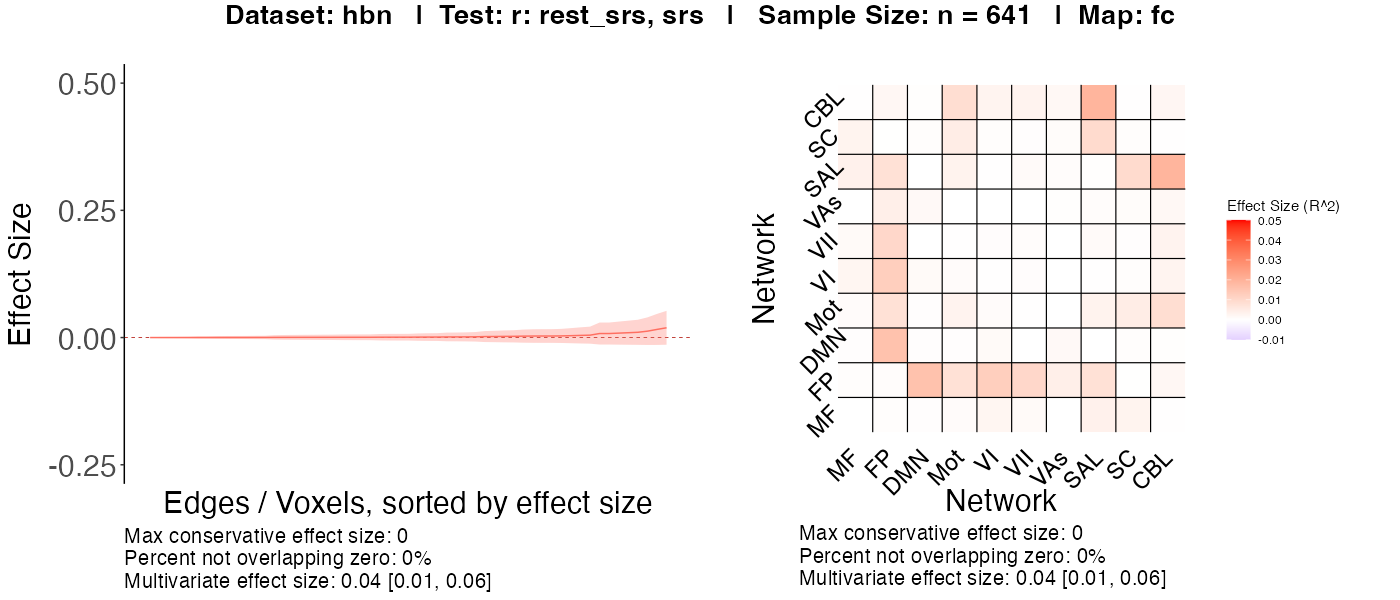 Dataset: hbn | Test: r: rest_srs, srs | Sample Size: n = 641 | Map: fc
Effect Size
0.50
0.25
0.00
-0.25
Edges / Voxels, sorted by effect size
Max conservative effect size: 0
Percent not overlapping zero: 0%
Multivariate effect size: 0.04 [0.01, 0.06]
Network
CBL
SC
SAL
VAs
VII
VI
Mot
DMN
FP
MF
MF FP DMN Mot VI VII VAs SAL SC CBL
Network
Max conservative effect size: 0
Percent not overlapping zero: 0%
Multivariate effect size: 0.04 [0.01, 0.06]
Effect Size (R^2)
0.05
0.04
0.03
0.02
0.01
0.00
-0.01